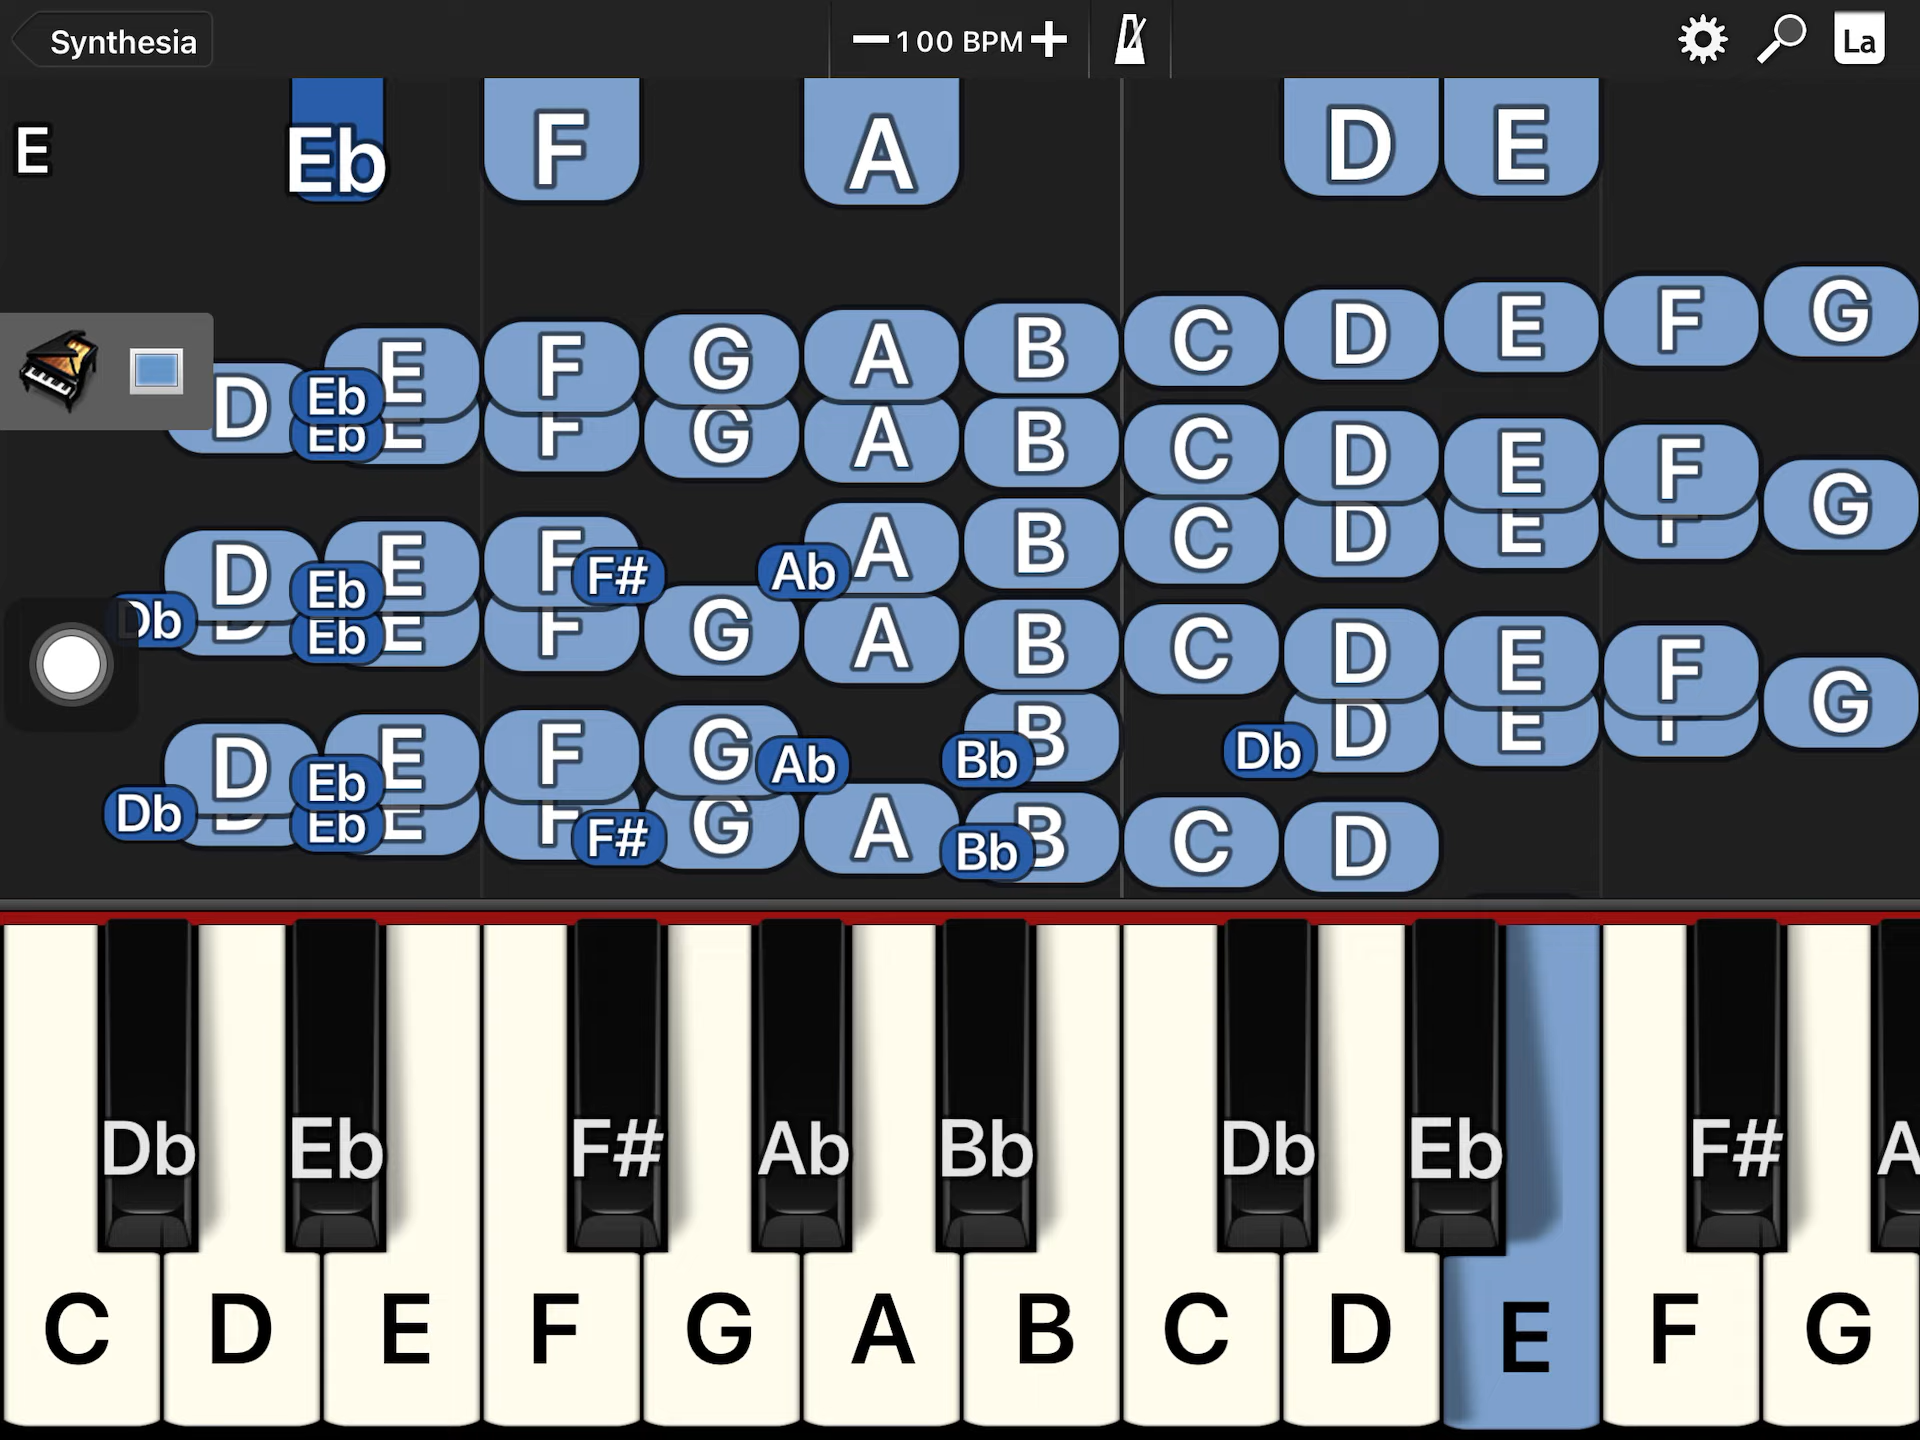 Synthesia
100 BPM
La
E Eb F A D E
E F G A B C D E F G
D Eb
Eb E F G A B C D E F G
D E F A B C D E F
Eb F# Ab
Db D Eb E F G A B C D E F G
D E F G B D E F
Eb Ab Bb Db
Db D Eb E F F# G A Bb B C D
Db Eb F# Ab Bb Db Eb F# A
C D E F G A B C D E F G